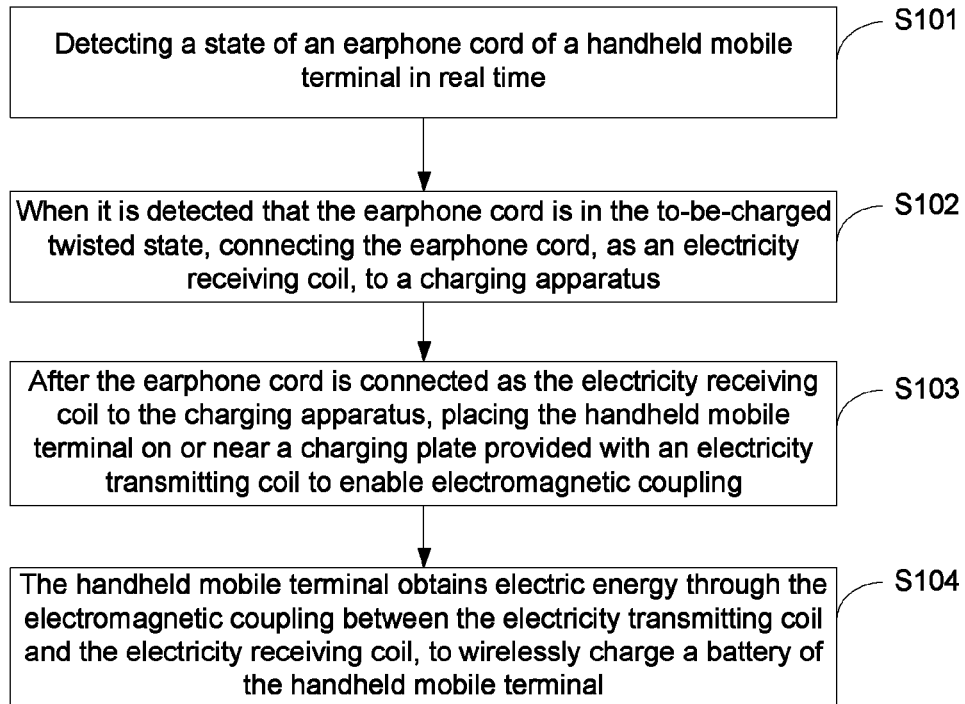 Detecting a state of an earphone cord of a handheld mobile
terminal in real time
S101
When it is detected that the earphone cord is in the to-be-charged
twisted state, connecting the earphone cord, as an electricity
receiving coil, to a charging apparatus
S102
After the earphone cord is connected as the electricity receiving
coil to the charging apparatus, placing the handheld mobile
terminal on or near a charging plate provided with an electricity
transmitting coil to enable electromagnetic coupling
S103
The handheld mobile terminal obtains electric energy through the
electromagnetic coupling between the electricity transmitting coil
and the electricity receiving coil, to wirelessly charge a battery of
the handheld mobile terminal
S104